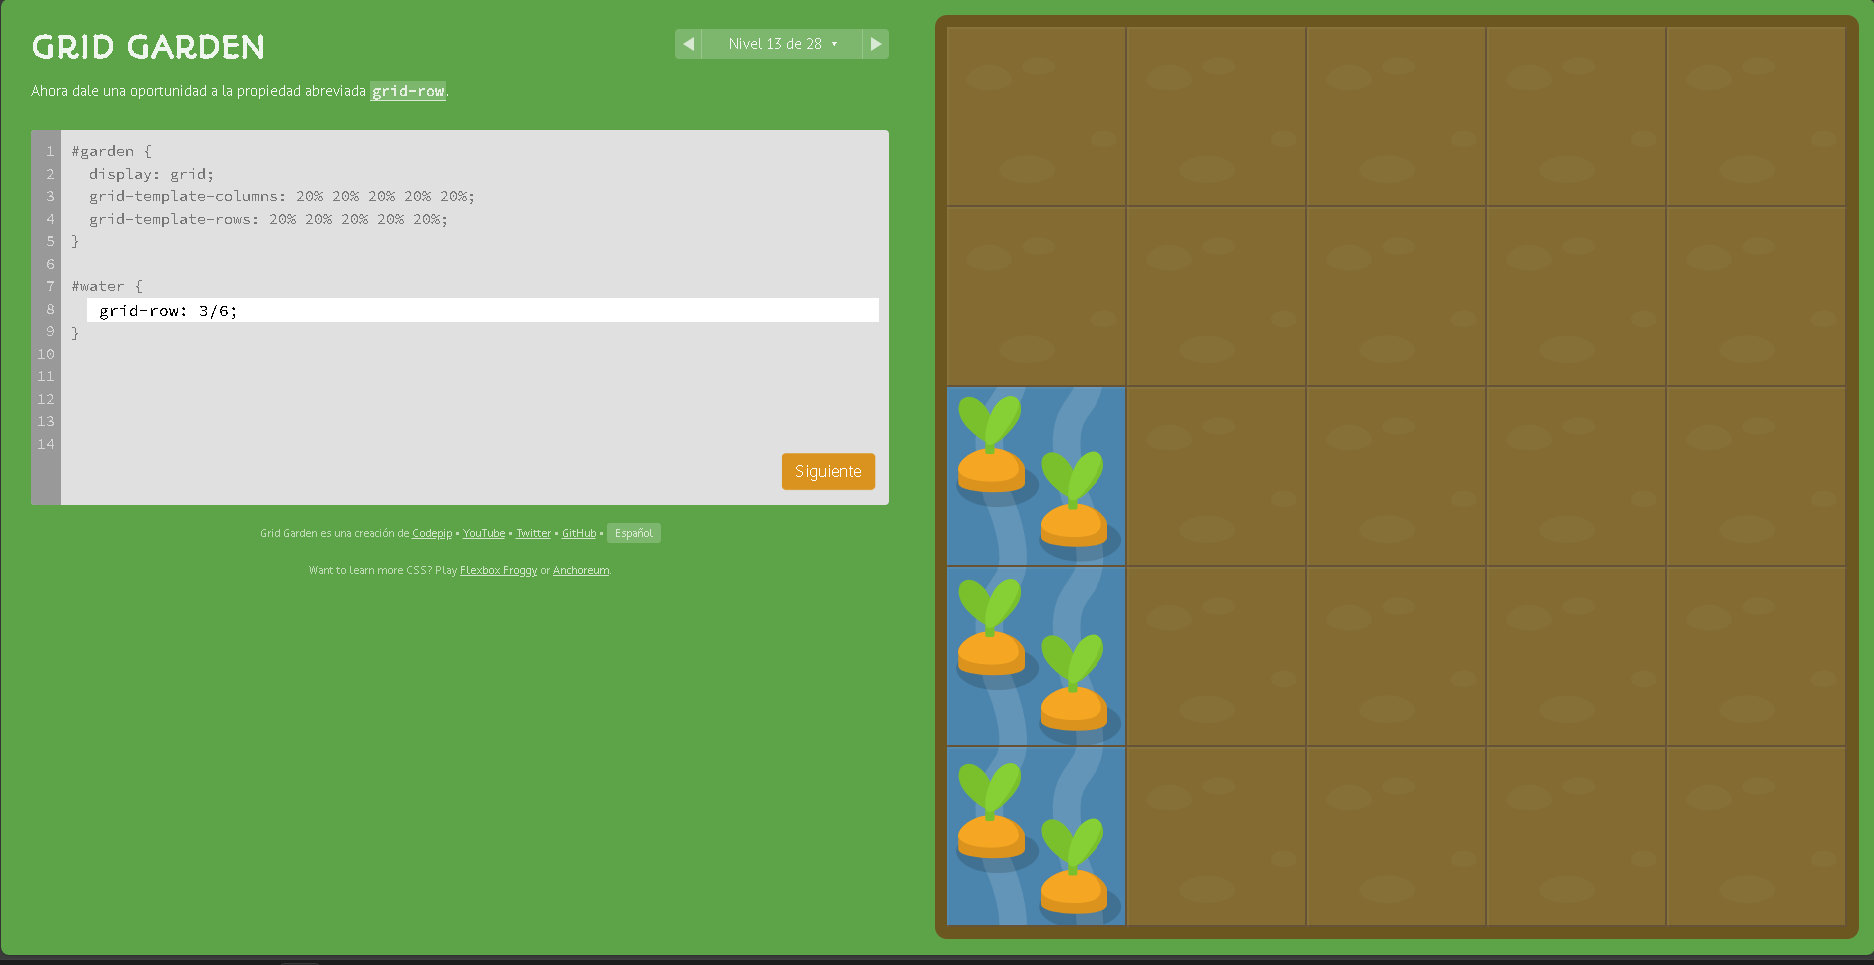 GRID GARDEN
◀ Nivel 13 de 28 ▾ ▶
Ahora dale una oportunidad a la propiedad abreviada grid-row.
1 #garden {
2 display: grid;
3 grid-template-columns: 20% 20% 20% 20% 20%;
4 grid-template-rows: 20% 20% 20% 20% 20%;
5 }
6
7 #water {
8 grid-row: 3/6;
9 }
10
11
12
13
14
Siguiente
Grid Garden es una creación de Codepip • YouTube • Twitter • GitHub • Español
Want to learn more CSS? Play Flexbox Froggy or Anchoreum.